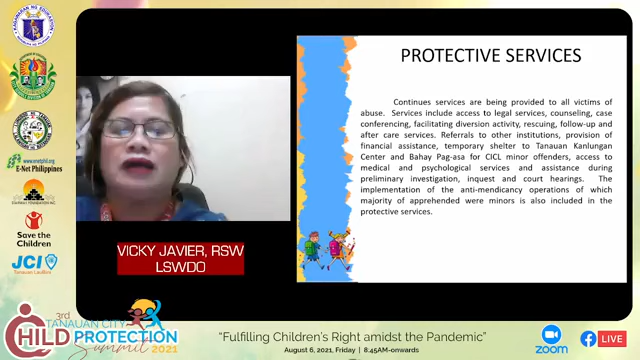 PROTECTIVE SERVICES
Continues services are being provided to all victims of
abuse. Services include access to legal services, counseling, case
conferencing, facilitating diversion activity, rescuing, follow-up and
after care services. Referrals to other institutions, provision of
financial assistance, temporary shelter to Tanauan Kanlungan
Center and Bahay Pag-asa for CICL minor offenders, access to
medical and psychological services and assistance during
preliminary investigation, inquest and court hearings. The
implementation of the anti-mendicancy operations of which
majority of apprehended were minors is also included in the
protective services.
VICKY JAVIER, RSW
LSWDO
E-Net Philippines
Save the
Children
JCI
3rd
TANAUAN CITY
CHILD PROTECTION
Summit 2021
“Fulfilling Children’s Right amidst the Pandemic”
August 6, 2021, Friday | 8:45AM-onwards
zoom
LIVE